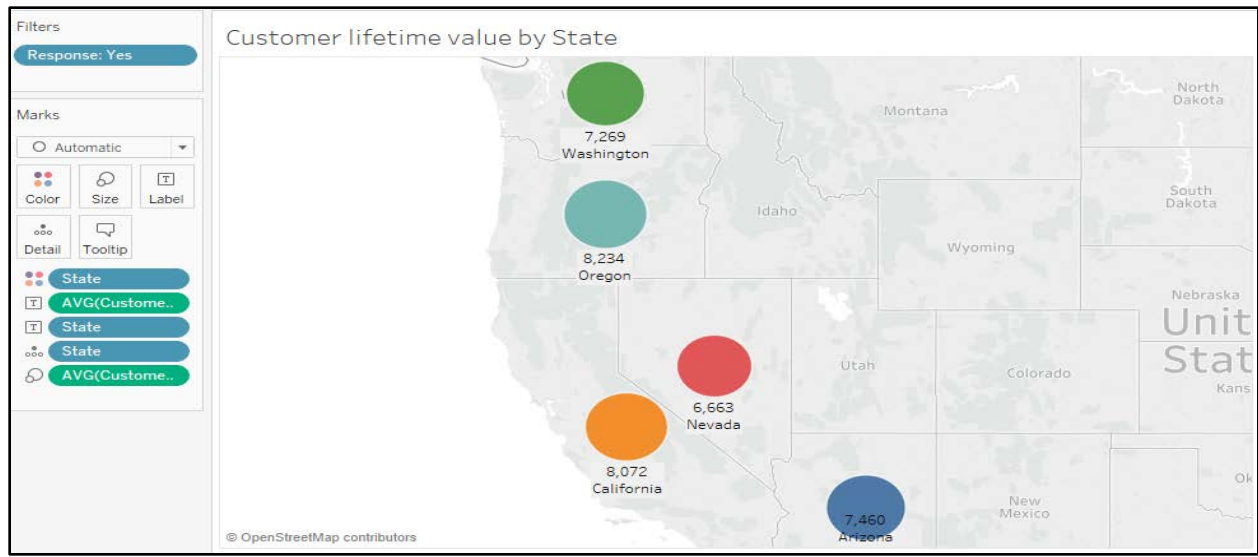 Filters
Response: Yes
Marks
Automatic
Color
Size
Label
Detail
Tooltip
State
AVG(Custome..
State
State
AVG(Custome..
Customer lifetime value by State
North
Dakota
Montana
7,269
Washington
South
Dakota
Idaho
Wyoming
8,234
Oregon
Nebraska
Unit
Stat
Utah
Colorado
Kans
6,663
Nevada
8,072
California
Ok
New
Mexico
7,460
Arizona
© OpenStreetMap contributors